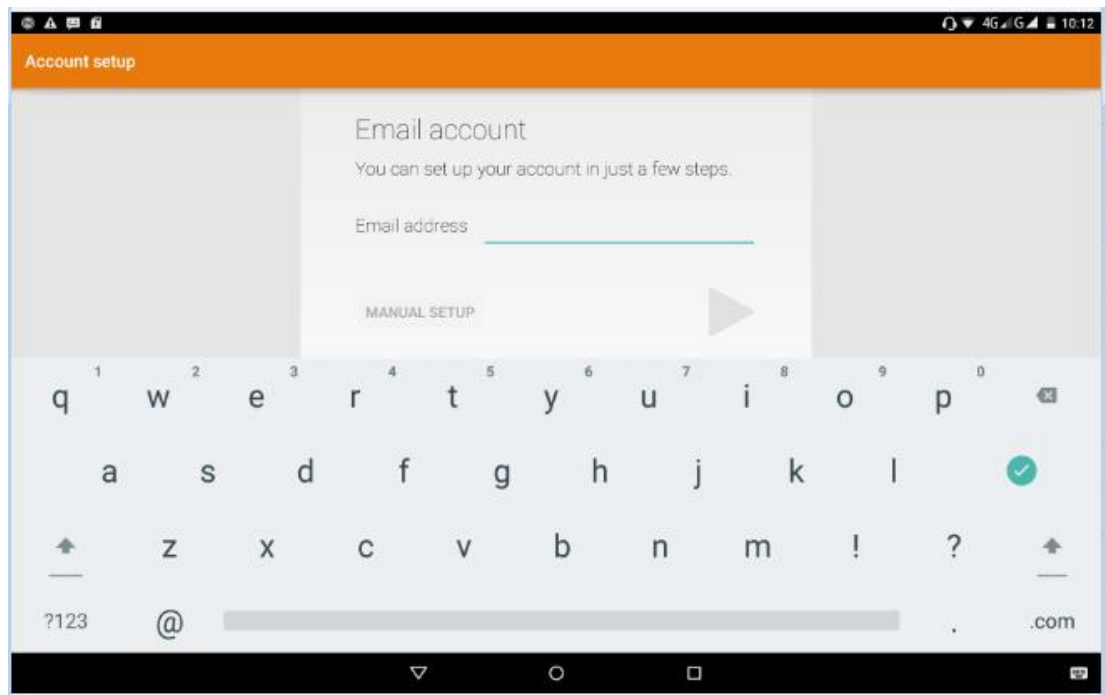 4G G 10:12
Account setup
Email account
You can set up your account in just a few steps.
Email address
MANUAL SETUP
1 2 3 4 5 6 7 8 9 0
q w e r t y u i o p
a s d f g h j k l
z x c v b n m ! ?
?123 @ . .com